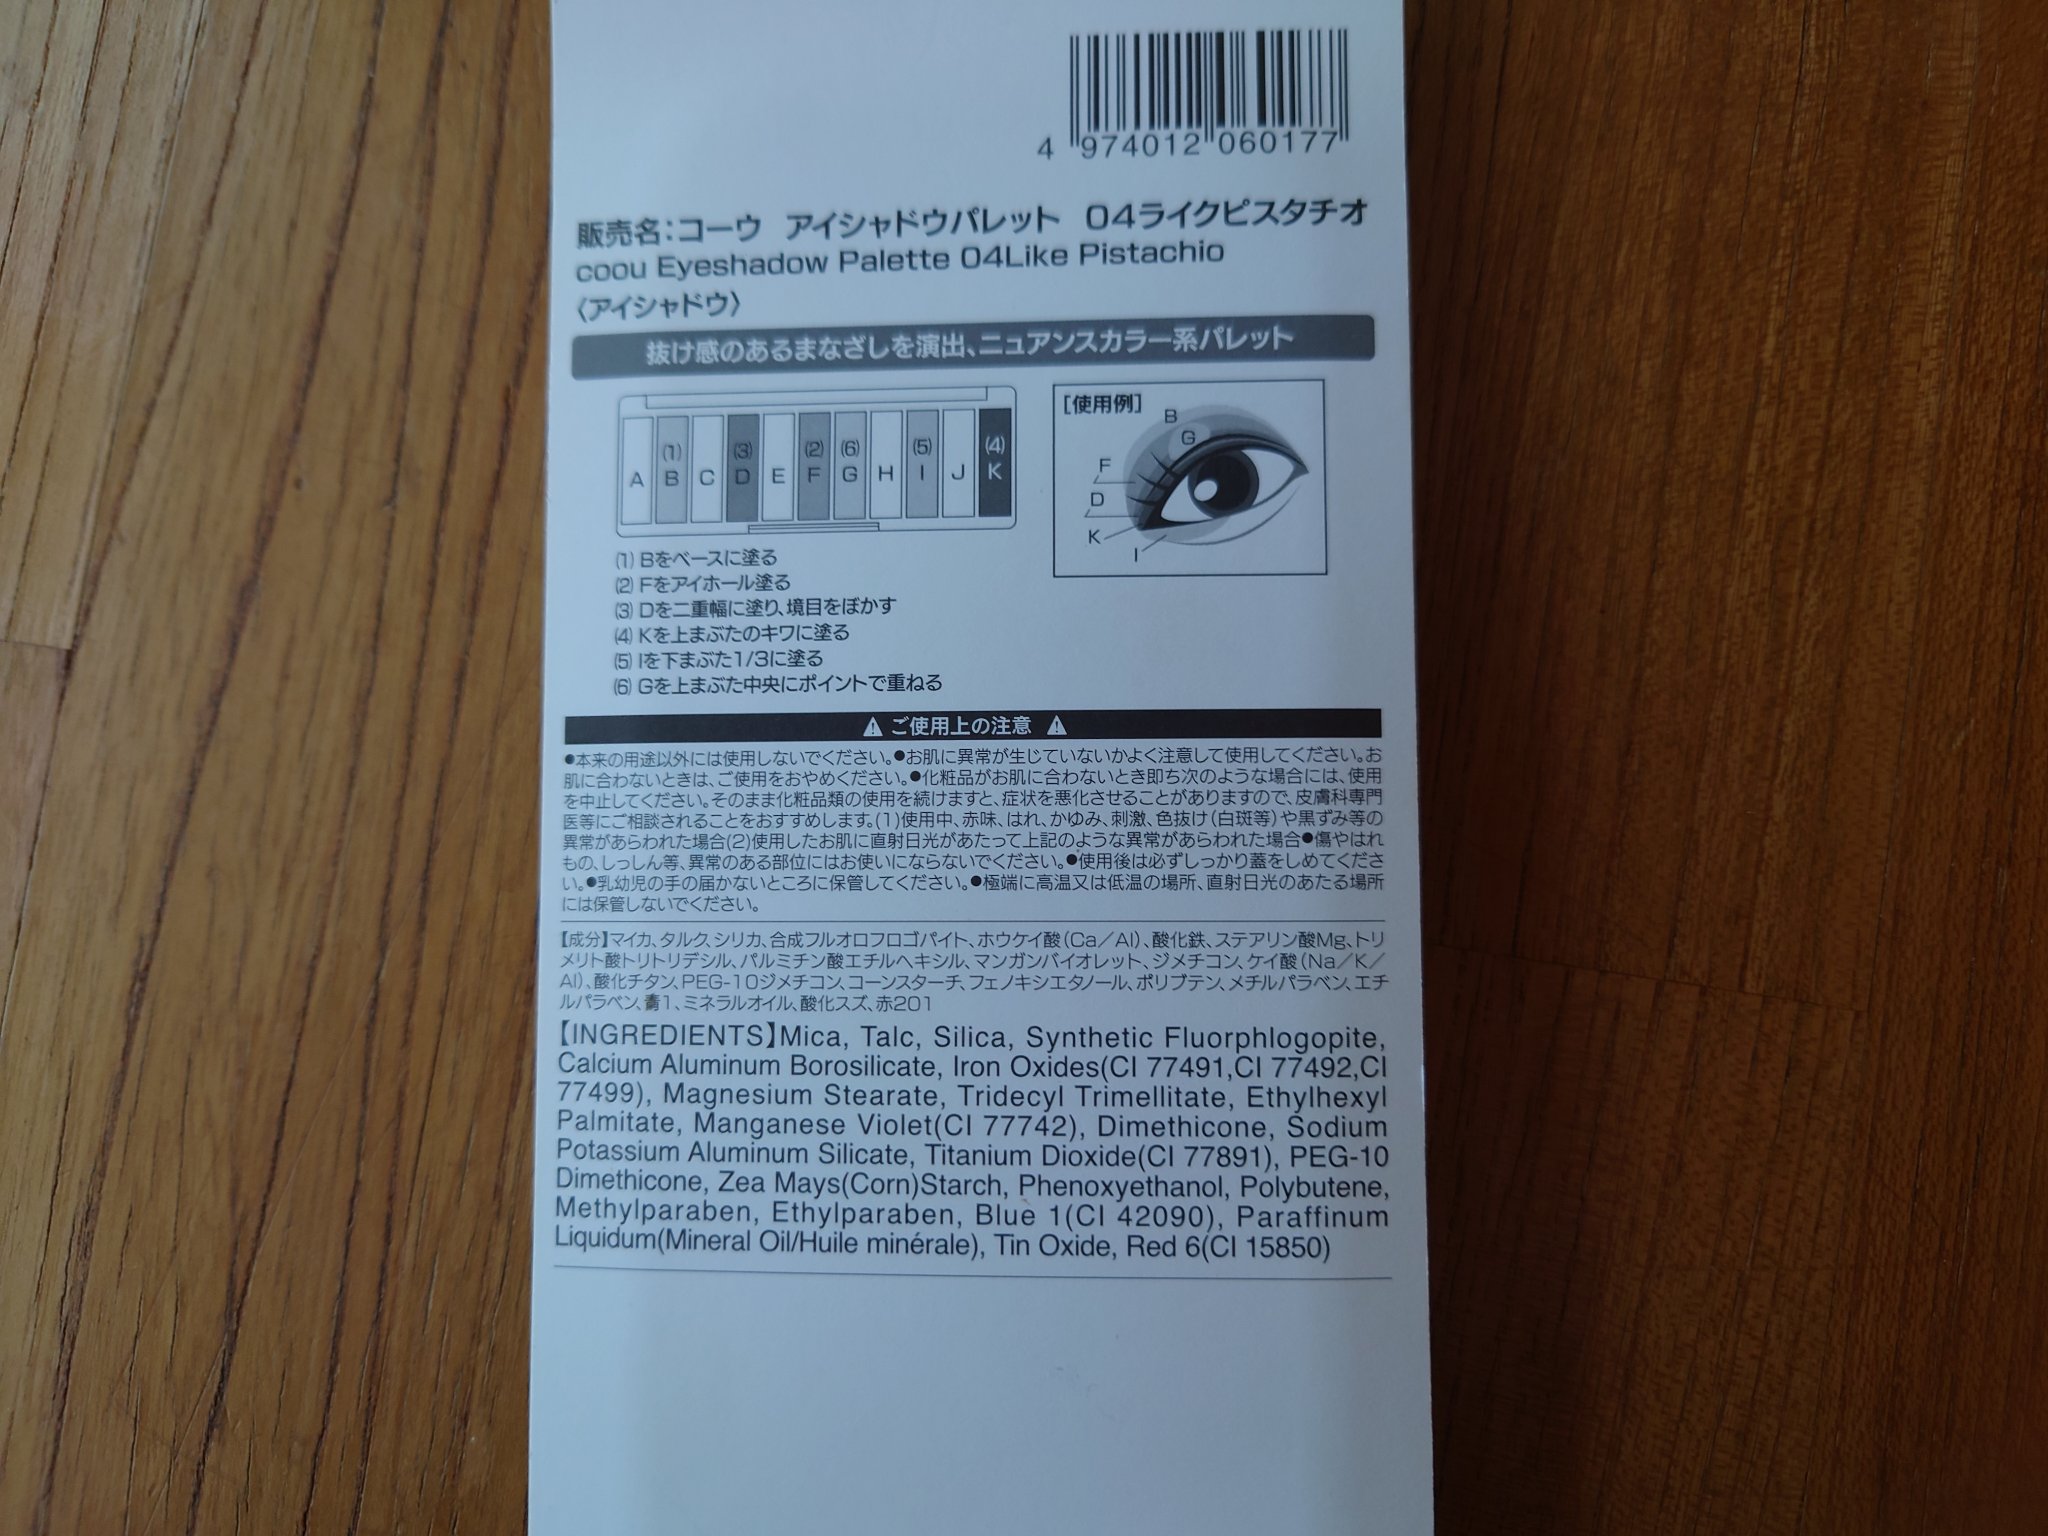 4 974012 060177
販売名:コーウ アイシャドウパレット 04ライクピスタチオ
coou Eyeshadow Palette 04Like Pistachio
〈アイシャドウ〉
抜け感のあるまなざしを演出、ニュアンスカラー系パレット
[使用例]
B
G
F
D
K
I
(1) (3) (2) (6) (5) (4)
A B C D E F G H I J K
(1) Bをベースに塗る
(2) Fをアイホール塗る
(3) Dを二重幅に塗り、境目をぼかす
(4) Kを上まぶたのキワに塗る
(5) Iを下まぶた1/3に塗る
(6) Gを上まぶた中央にポイントで重ねる
⚠ ご使用上の注意 ⚠
●本来の用途以外には使用しないでください。●お肌に異常が生じていないかよく注意して使用してください。お
肌に合わないときは、ご使用をおやめください。●化粧品がお肌に合わないとき即ち次のような場合には、使用
を中止してください。そのまま化粧品類の使用を続けますと、症状を悪化させることがありますので、皮膚科専門
医等にご相談されることをおすすめします。(1)使用中、赤味、はれ、かゆみ、刺激、色抜け(白斑等)や黒ずみ等の
異常があらわれた場合(2)使用したお肌に直射日光があたって上記のような異常があらわれた場合●傷やはれ
もの、しっしん等、異常のある部位にはお使いにならないでください。●使用後は必ずしっかり蓋をしめてくださ
い。●乳幼児の手の届かないところに保管してください。●極端に高温又は低温の場所、直射日光のあたる場所
には保管しないでください。
【成分】マイカ、タルク、シリカ、合成フルオロフロゴパイト、ホウケイ酸(Ca/Al)、酸化鉄、ステアリン酸Mg、トリ
メリト酸トリトリデシル、パルミチン酸エチルヘキシル、マンガンバイオレット、ジメチコン、ケイ酸(Na/K/
Al)、酸化チタン、PEG-10ジメチコン、コーンスターチ、フェノキシエタノール、ポリブテン、メチルパラベン、エチ
ルパラベン、青1、ミネラルオイル、酸化スズ、赤201
【INGREDIENTS】Mica, Talc, Silica, Synthetic Fluorphlogopite,
Calcium Aluminum Borosilicate, Iron Oxides(CI 77491,CI 77492,CI
77499), Magnesium Stearate, Tridecyl Trimellitate, Ethylhexyl
Palmitate, Manganese Violet(CI 77742), Dimethicone, Sodium
Potassium Aluminum Silicate, Titanium Dioxide(CI 77891), PEG-10
Dimethicone, Zea Mays(Corn)Starch, Phenoxyethanol, Polybutene,
Methylparaben, Ethylparaben, Blue 1(CI 42090), Paraffinum
Liquidum(Mineral Oil/Huile minérale), Tin Oxide, Red 6(CI 15850)